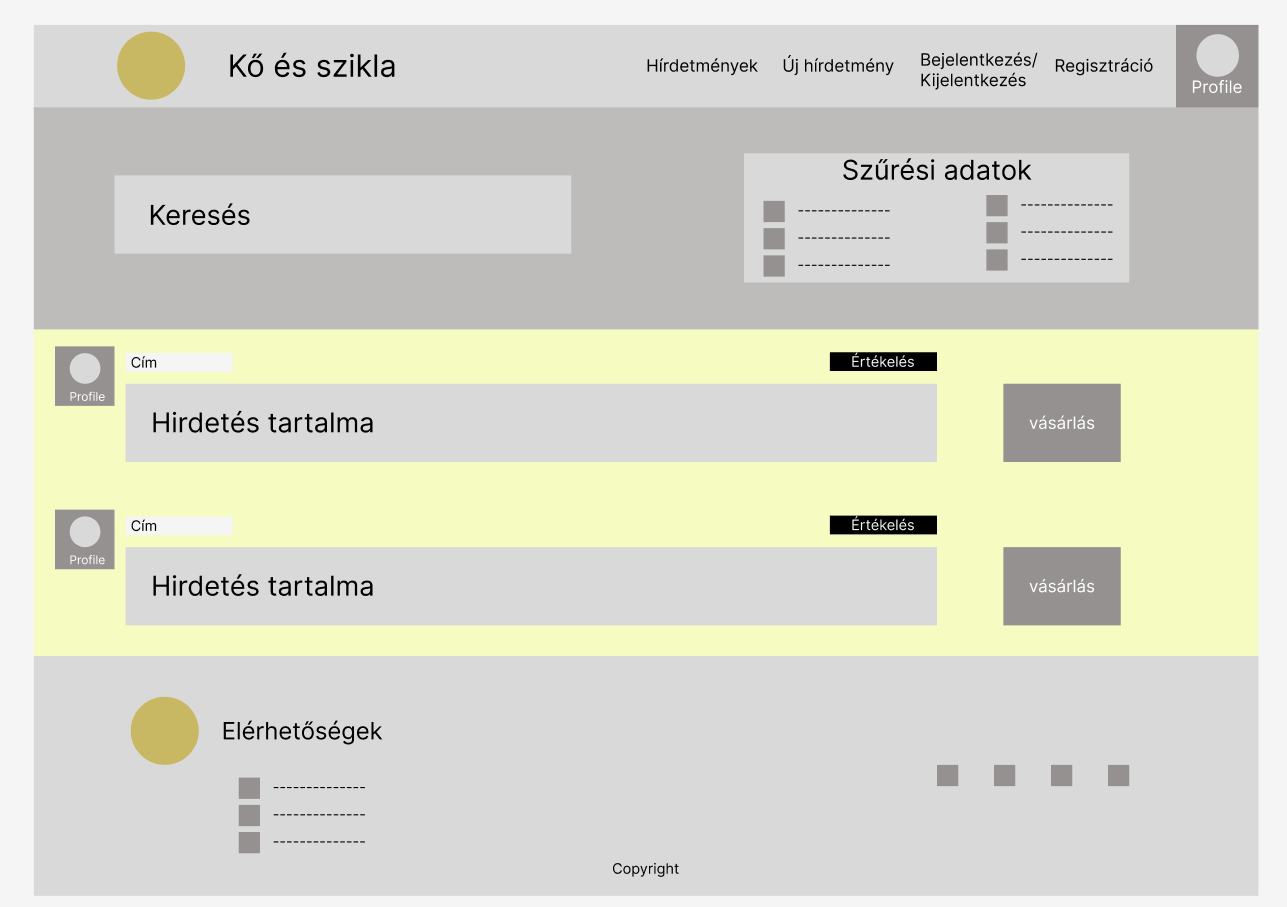 Kő és szikla
Hírdetmények
Új hírdetmény
Bejelentkezés/
Kijelentkezés
Regisztráció
Profile
Keresés
Szűrési adatok
--------------
--------------
--------------
--------------
--------------
--------------
Profile
Cím
Értékelés
Hirdetés tartalma
vásárlás
Profile
Cím
Értékelés
Hirdetés tartalma
vásárlás
Elérhetőségek
--------------
--------------
--------------
Copyright